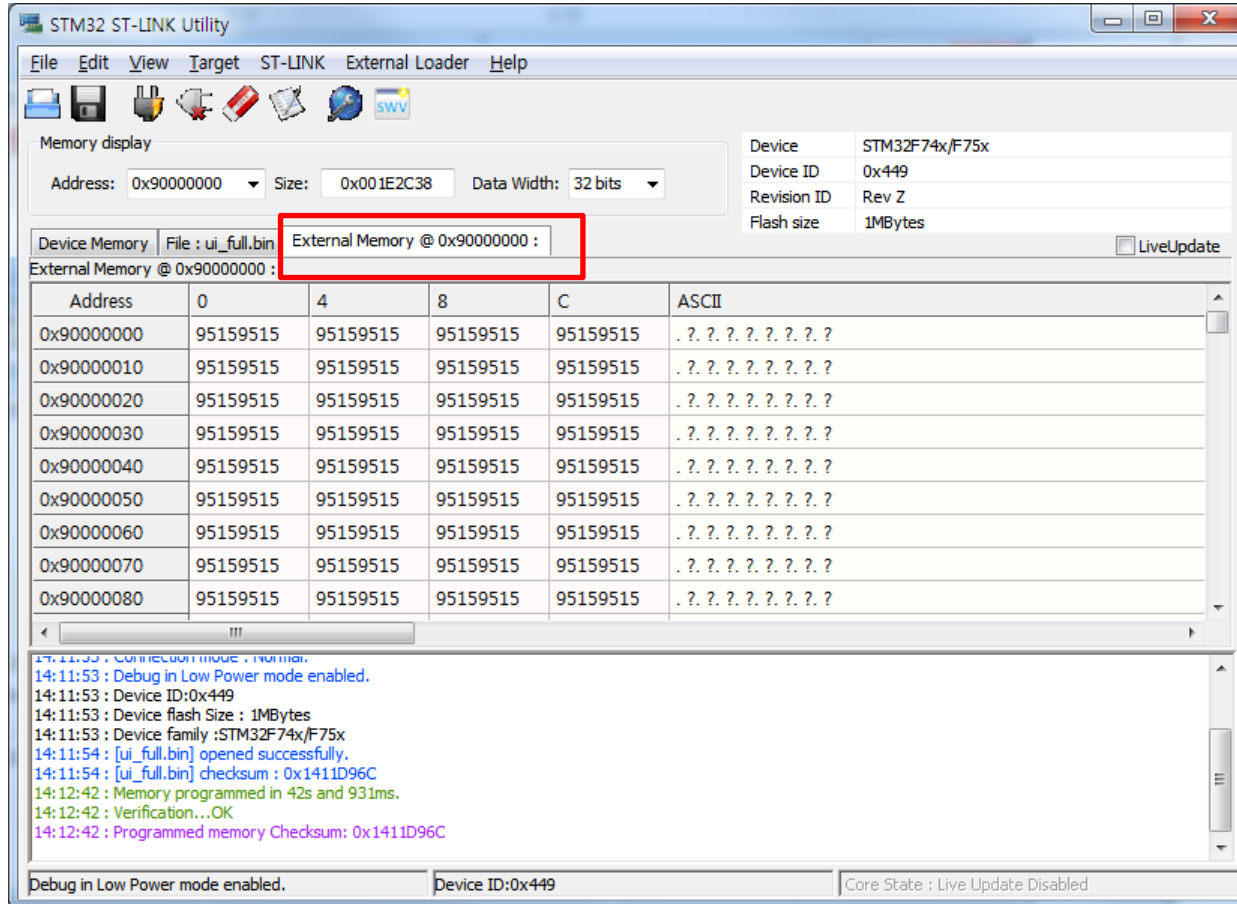 STM32 ST-LINK Utility
File Edit View Target ST-LINK External Loader Help
SWV
Memory display
Address: 0x90000000 Size: 0x001E2C38 Data Width: 32 bits
Device STM32F74x/F75x
Device ID 0x449
Revision ID Rev Z
Flash size 1MBytes
Device Memory File : ui_full.bin External Memory @ 0x90000000 : LiveUpdate
External Memory @ 0x90000000 :
Address 0 4 8 C ASCII
0x90000000 95159515 95159515 95159515 95159515 . ?. ?. ?. ?. ?. ?. ?. ?
0x90000010 95159515 95159515 95159515 95159515 . ?. ?. ?. ?. ?. ?. ?. ?
0x90000020 95159515 95159515 95159515 95159515 . ?. ?. ?. ?. ?. ?. ?. ?
0x90000030 95159515 95159515 95159515 95159515 . ?. ?. ?. ?. ?. ?. ?. ?
0x90000040 95159515 95159515 95159515 95159515 . ?. ?. ?. ?. ?. ?. ?. ?
0x90000050 95159515 95159515 95159515 95159515 . ?. ?. ?. ?. ?. ?. ?. ?
0x90000060 95159515 95159515 95159515 95159515 . ?. ?. ?. ?. ?. ?. ?. ?
0x90000070 95159515 95159515 95159515 95159515 . ?. ?. ?. ?. ?. ?. ?. ?
0x90000080 95159515 95159515 95159515 95159515 . ?. ?. ?. ?. ?. ?. ?. ?
14:11:53 : Connection mode : Normal.
14:11:53 : Debug in Low Power mode enabled.
14:11:53 : Device ID:0x449
14:11:53 : Device flash Size : 1MBytes
14:11:53 : Device family :STM32F74x/F75x
14:11:54 : [ui_full.bin] opened successfully.
14:11:54 : [ui_full.bin] checksum : 0x1411D96C
14:12:42 : Memory programmed in 42s and 931ms.
14:12:42 : Verification...OK
14:12:42 : Programmed memory Checksum: 0x1411D96C
Debug in Low Power mode enabled. Device ID:0x449 Core State : Live Update Disabled